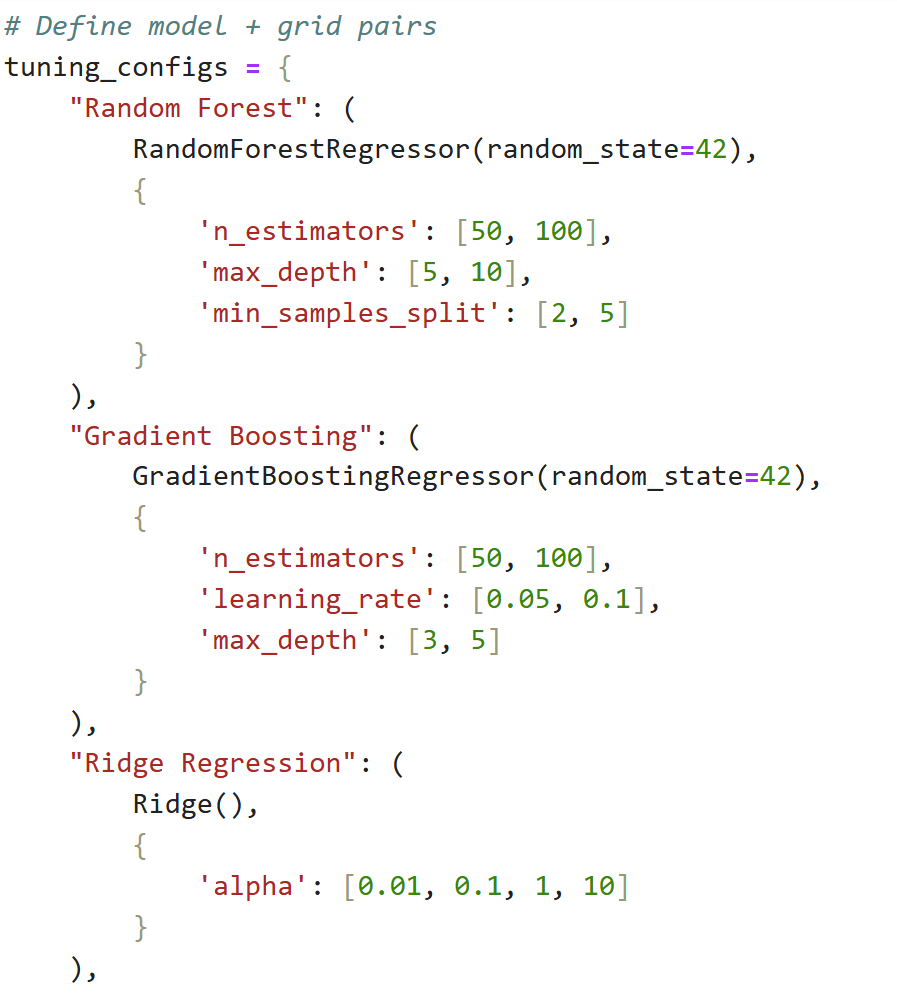 # Define model + grid pairs
tuning_configs = {
    "Random Forest": (
        RandomForestRegressor(random_state=42),
        {
            'n_estimators': [50, 100],
            'max_depth': [5, 10],
            'min_samples_split': [2, 5]
        }
    ),
    "Gradient Boosting": (
        GradientBoostingRegressor(random_state=42),
        {
            'n_estimators': [50, 100],
            'learning_rate': [0.05, 0.1],
            'max_depth': [3, 5]
        }
    ),
    "Ridge Regression": (
        Ridge(),
        {
            'alpha': [0.01, 0.1, 1, 10]
        }
    ),